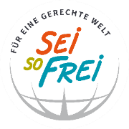 FÜR EINE GERECHTE WELT
SEi
so
FREi